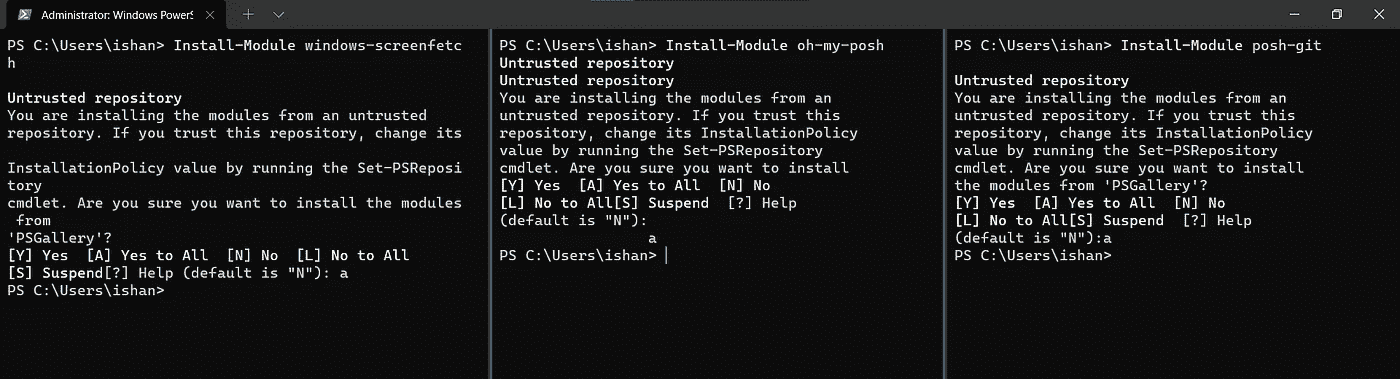 Administrator: Windows PowerS
PS C:\Users\ishan> Install-Module windows-screenfetc
h
Untrusted repository
You are installing the modules from an untrusted
repository. If you trust this repository, change its
InstallationPolicy value by running the Set-PSReposi
tory
cmdlet. Are you sure you want to install the modules
from
'PSGallery'?
[Y] Yes  [A] Yes to All  [N] No  [L] No to All
[S] Suspend[?] Help (default is "N"): a
PS C:\Users\ishan>
PS C:\Users\ishan> Install-Module oh-my-posh
Untrusted repository
Untrusted repository
You are installing the modules from an
untrusted repository. If you trust this
repository, change its InstallationPolicy
value by running the Set-PSRepository
cmdlet. Are you sure you want to install
[Y] Yes  [A] Yes to All  [N] No
[L] No to All[S] Suspend  [?] Help
(default is "N"):
a
PS C:\Users\ishan>
PS C:\Users\ishan> Install-Module posh-git
Untrusted repository
You are installing the modules from an
untrusted repository. If you trust this
repository, change its InstallationPolicy
value by running the Set-PSRepository
cmdlet. Are you sure you want to install
the modules from 'PSGallery'?
[Y] Yes  [A] Yes to All  [N] No
[L] No to All[S] Suspend  [?] Help
(default is "N"):a
PS C:\Users\ishan>